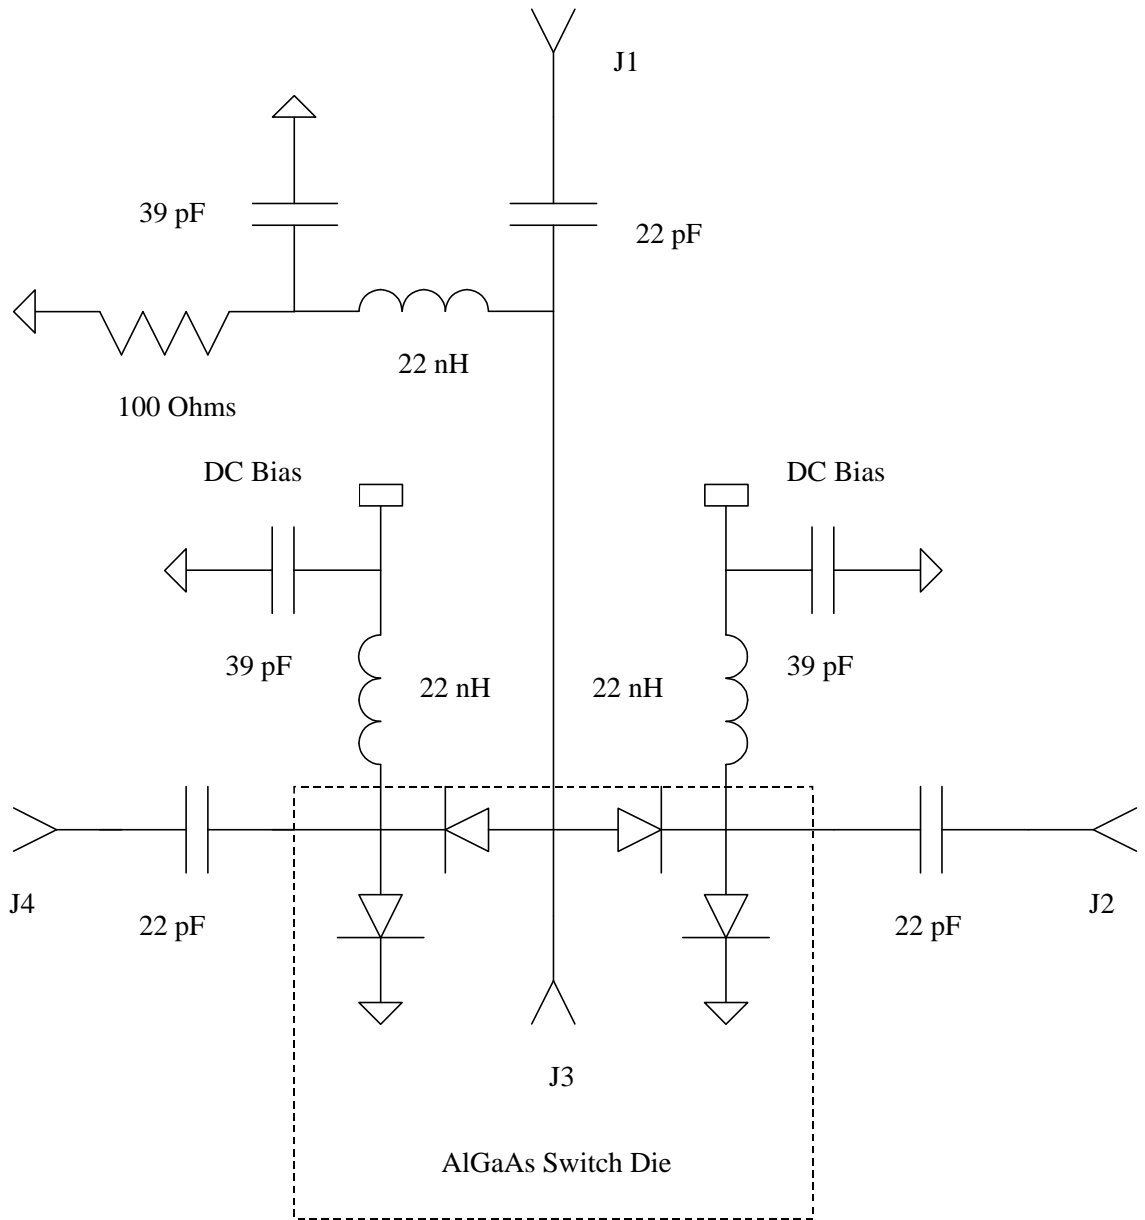 J1
39 pF
22 pF
22 nH
100 Ohms
DC Bias
DC Bias
39 pF
22 nH
22 nH
39 pF
J4
22 pF
22 pF
J2
J3
AlGaAs Switch Die